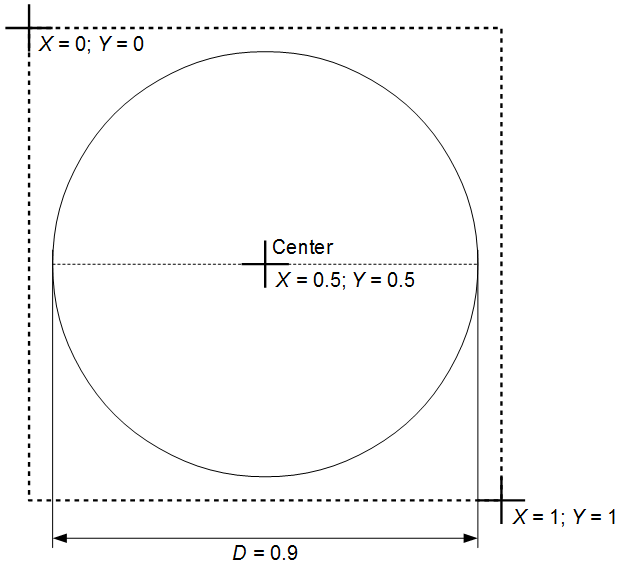 X = 0; Y = 0
Center
X = 0.5; Y = 0.5
X = 1; Y = 1
D = 0.9